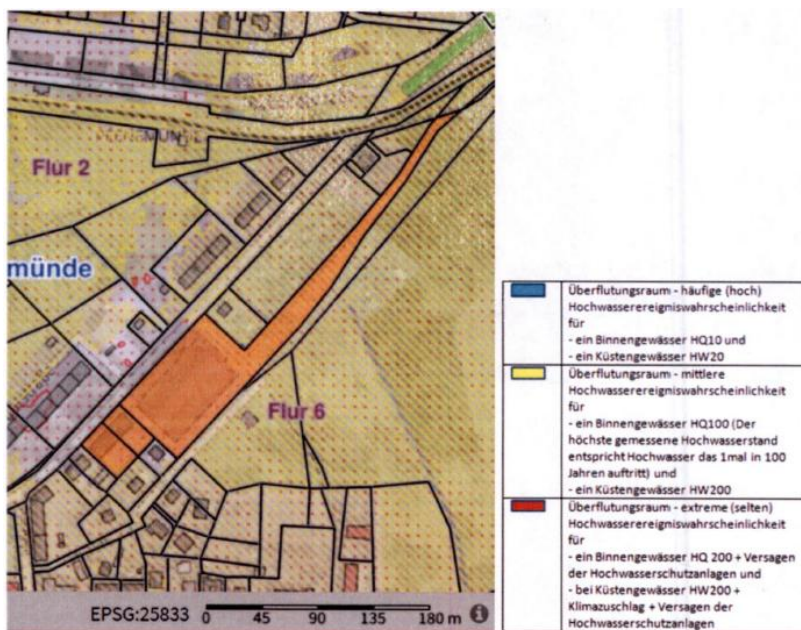 Flur 2
münde
Flur 6
EPSG:25833 0 45 90 135 180 m
Überflutungsraum - häufige (hoch)
Hochwasserereigniswahrscheinlichkeit
für
- ein Binnengewässer HQ10 und
- ein Küstengewässer HW20
Überflutungsraum - mittlere
Hochwasserereigniswahrscheinlichkeit
für
- ein Binnengewässer HQ100 (Der
höchste gemessene Hochwasserstand
entspricht Hochwasser das 1mal in 100
Jahren auftritt) und
- ein Küstengewässer HW200
Überflutungsraum - extreme (selten)
Hochwasserereigniswahrscheinlichkeit
für
- ein Binnengewässer HQ 200 + Versagen
der Hochwasserschutzanlagen und
- bei Küstengewässer HW200 +
Klimazuschlag + Versagen der
Hochwasserschutzanlagen